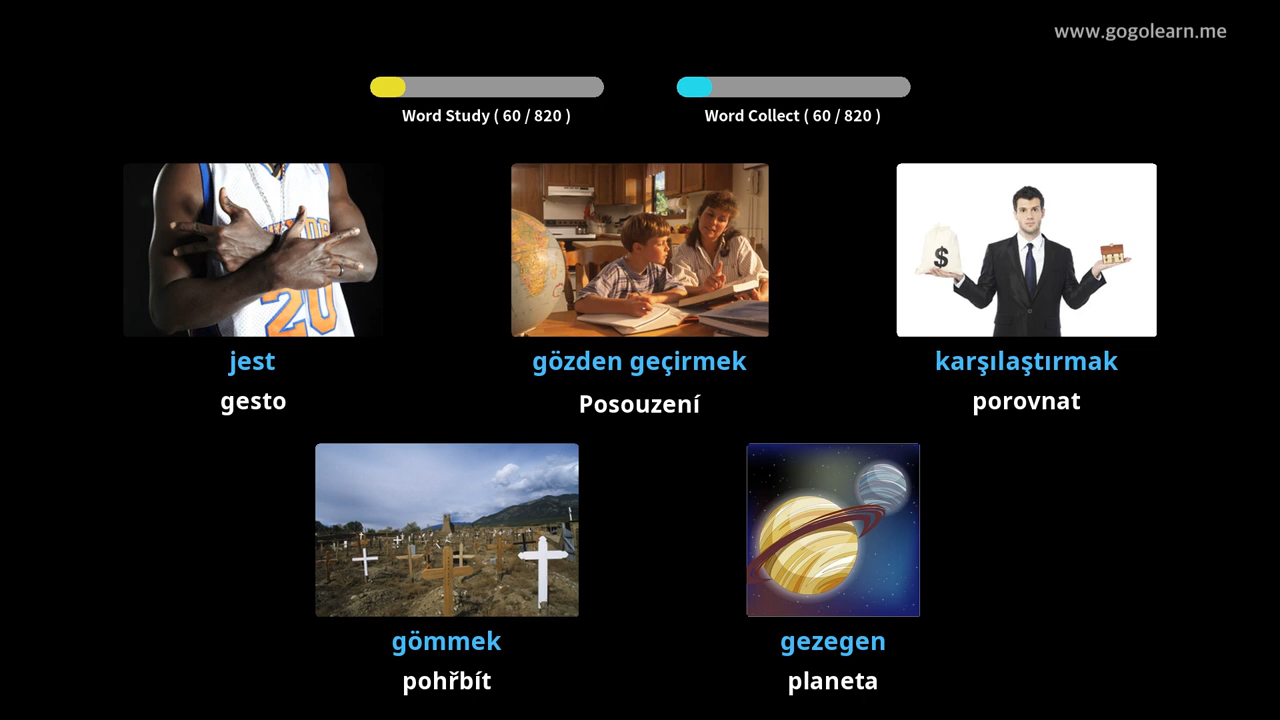 www.gogolearn.me
Word Study ( 60 / 820 )
Word Collect ( 60 / 820 )
20
jest
gözden geçirmek
karşılaştırmak
gesto
Posouzení
porovnat
$
gömmek
gezegen
pohřbít
planeta